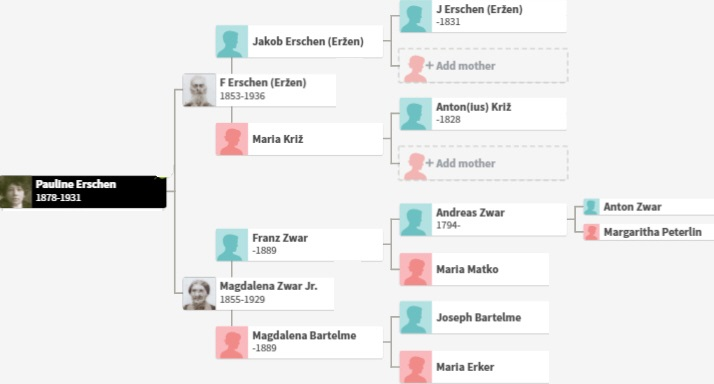 J Erschen (Eržen)
-1831
Jakob Erschen (Eržen)
+ Add mother
F Erschen (Eržen)
1853-1936
Anton(ius) Križ
-1828
Maria Križ
+ Add mother
Pauline Erschen
1878-1931
Andreas Zwar
1794-
Anton Zwar
Margaritha Peterlin
Franz Zwar
-1889
Maria Matko
Magdalena Zwar Jr.
1855-1929
Joseph Bartelme
Magdalena Bartelme
-1889
Maria Erker